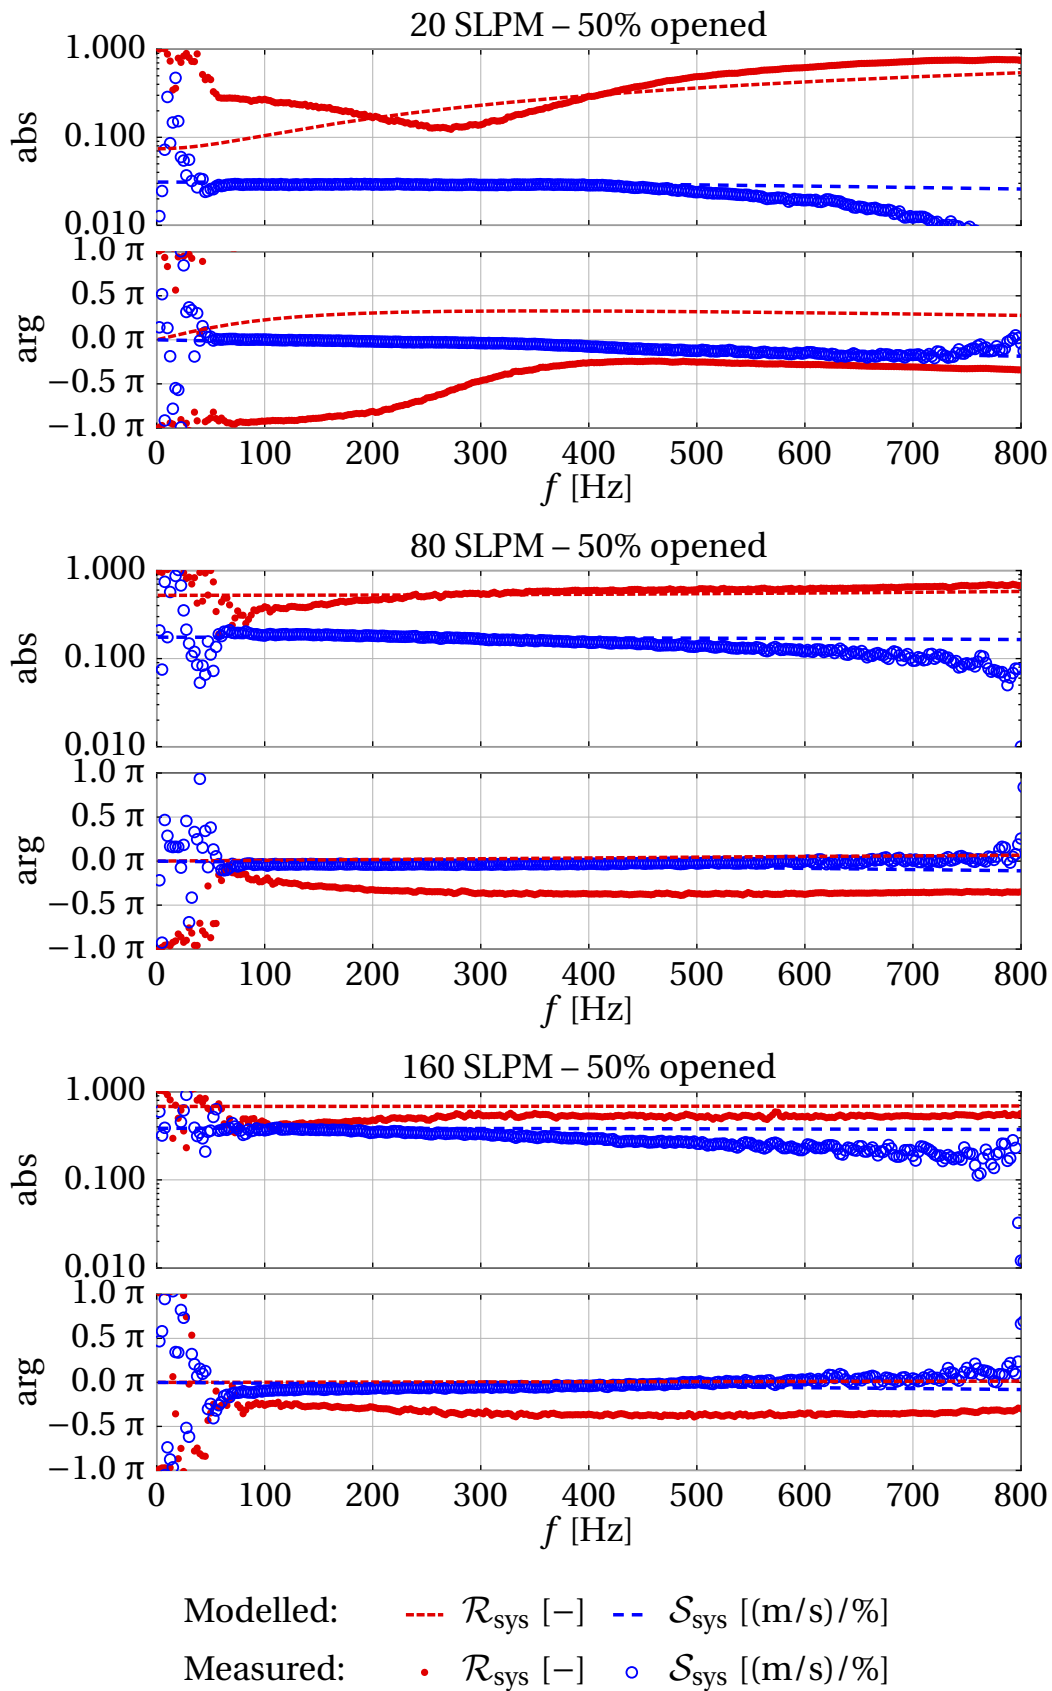 20 SLPM – 50% opened
1.000
0.100
0.010
abs
1.0 π
0.5 π
0.0 π
−0.5 π
−1.0 π
arg
0 100 200 300 400 500 600 700 800
f [Hz]
80 SLPM – 50% opened
1.000
0.100
0.010
abs
1.0 π
0.5 π
0.0 π
−0.5 π
−1.0 π
arg
0 100 200 300 400 500 600 700 800
f [Hz]
160 SLPM – 50% opened
1.000
0.100
0.010
abs
1.0 π
0.5 π
0.0 π
−0.5 π
−1.0 π
arg
0 100 200 300 400 500 600 700 800
f [Hz]
Modelled: ℛsys [−] 𝒮sys [(m/s)/%]
Measured: ℛsys [−] 𝒮sys [(m/s)/%]